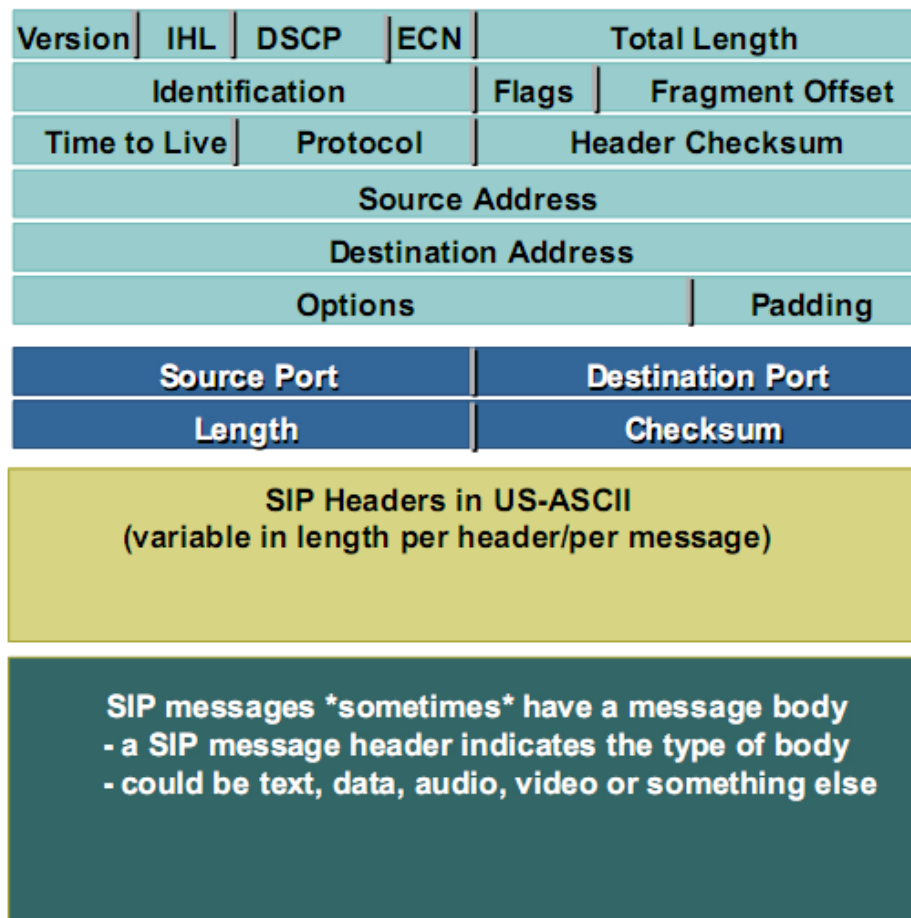 Version IHL DSCP ECN Total Length
Identification Flags Fragment Offset
Time to Live Protocol Header Checksum
Source Address
Destination Address
Options Padding
Source Port Destination Port
Length Checksum
SIP Headers in US-ASCII
(variable in length per header/per message)
SIP messages *sometimes* have a message body
- a SIP message header indicates the type of body
- could be text, data, audio, video or something else